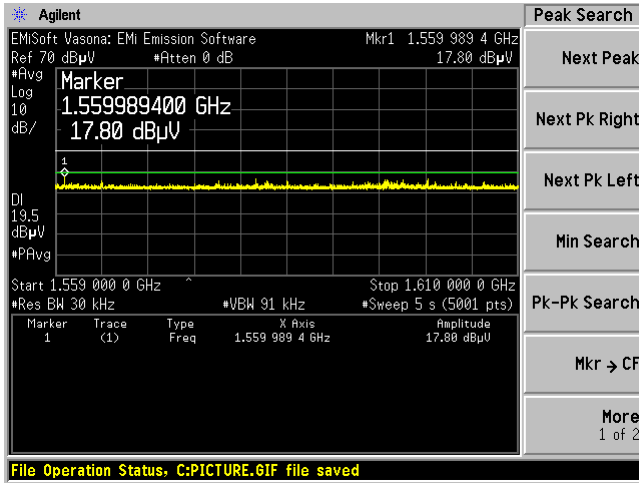 Agilent
Peak Search
EMiSoft Vasona: EMi Emission Software
Mkr1 1.559 989 4 GHz
Ref 70 dBµV
#Atten 0 dB
17.80 dBµV
#Avg
Log
10
dB/
Marker
1.559989400 GHz
17.80 dBµV
1
DI
19.5
dBµV
#PAvg
Start 1.559 000 0 GHz
^
Stop 1.610 000 0 GHz
#Res BW 30 kHz
#VBW 91 kHz
#Sweep 5 s (5001 pts)
Marker Trace Type X Axis Amplitude
1 (1) Freq 1.559 989 4 GHz 17.80 dBµV
File Operation Status, C:PICTURE.GIF file saved
Next Peak
Next Pk Right
Next Pk Left
Min Search
Pk-Pk Search
Mkr → CF
More
1 of 2